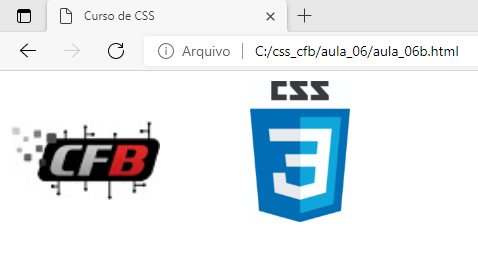 Curso de CSS
Arquivo | C:/css_cfb/aula_06/aula_06b.html
CSS
CFB
3